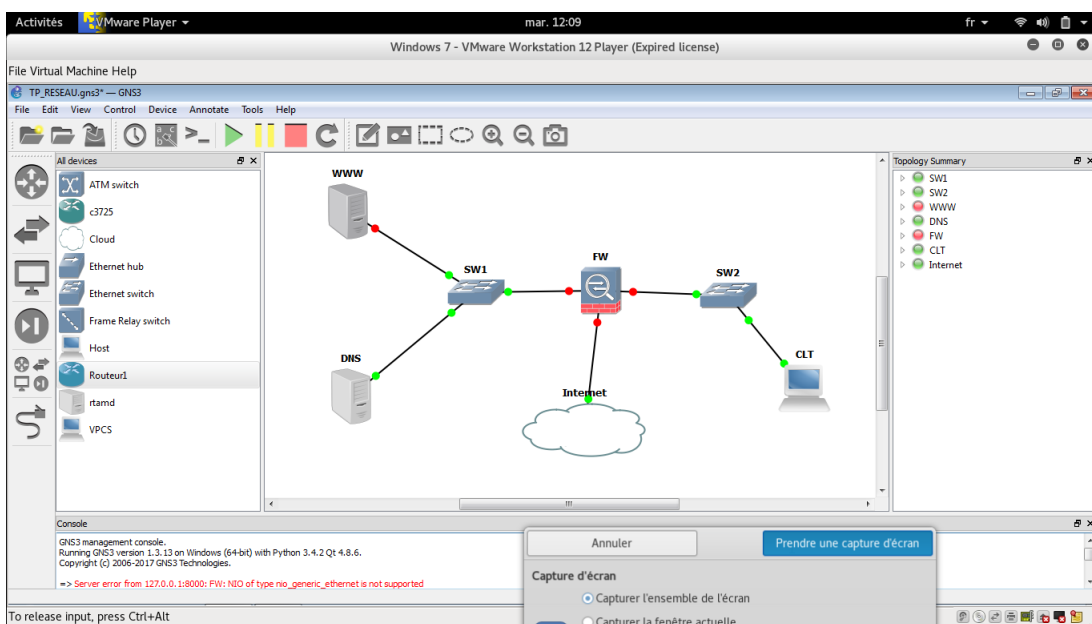 Activités VMware Player mar. 12:09 fr
Windows 7 - VMware Workstation 12 Player (Expired license)
File Virtual Machine Help
TP_RESEAU.gns3* — GNS3
File Edit View Control Device Annotate Tools Help
All devices
ATM switch
c3725
Cloud
Ethernet hub
Ethernet switch
Frame Relay switch
Host
Routeur1
rtamd
VPCS
WWW
SW1
FW
SW2
DNS
Internet
CLT
Topology Summary
SW1
SW2
WWW
DNS
FW
CLT
Internet
Console
GNS3 management console.
Running GNS3 version 1.3.13 on Windows (64-bit) with Python 3.4.2 Qt 4.8.6.
Copyright (c) 2006-2017 GNS3 Technologies.
=> Server error from 127.0.0.1:8000: FW: NIO of type nio_generic_ethernet is not supported
Annuler Prendre une capture d'écran
Capture d'écran
Capturer l'ensemble de l'écran
Capturer la fenêtre actuelle
To release input, press Ctrl+Alt